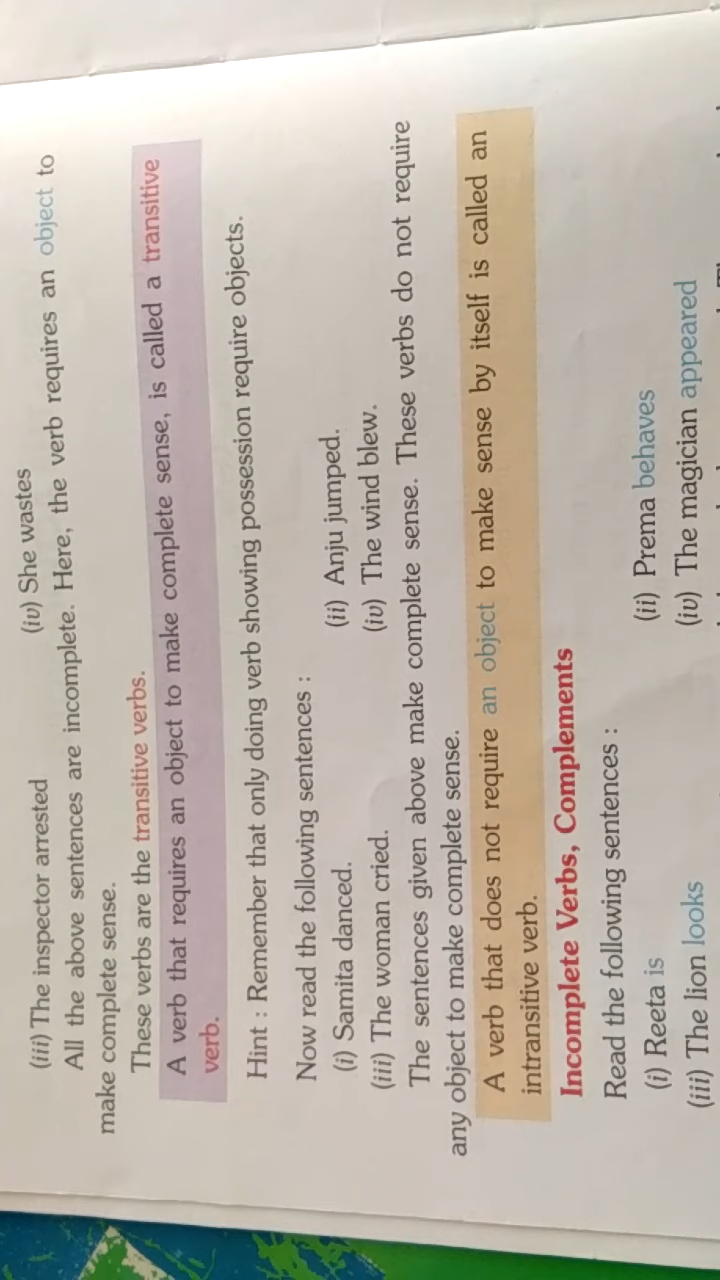 (iii) The inspector arrested (iv) She wastes
All the above sentences are incomplete. Here, the verb requires an object to
make complete sense.
These verbs are the transitive verbs.
A verb that requires an object to make complete sense, is called a transitive
verb.
Hint : Remember that only doing verb showing possession require objects.
Now read the following sentences :
(i) Samita danced. (ii) Anju jumped.
(iii) The woman cried. (iv) The wind blew.
The sentences given above make complete sense. These verbs do not require
any object to make complete sense.
A verb that does not require an object to make sense by itself is called an
intransitive verb.
Incomplete Verbs, Complements
Read the following sentences :
(i) Reeta is (ii) Prema behaves
(iii) The lion looks (iv) The magician appeared